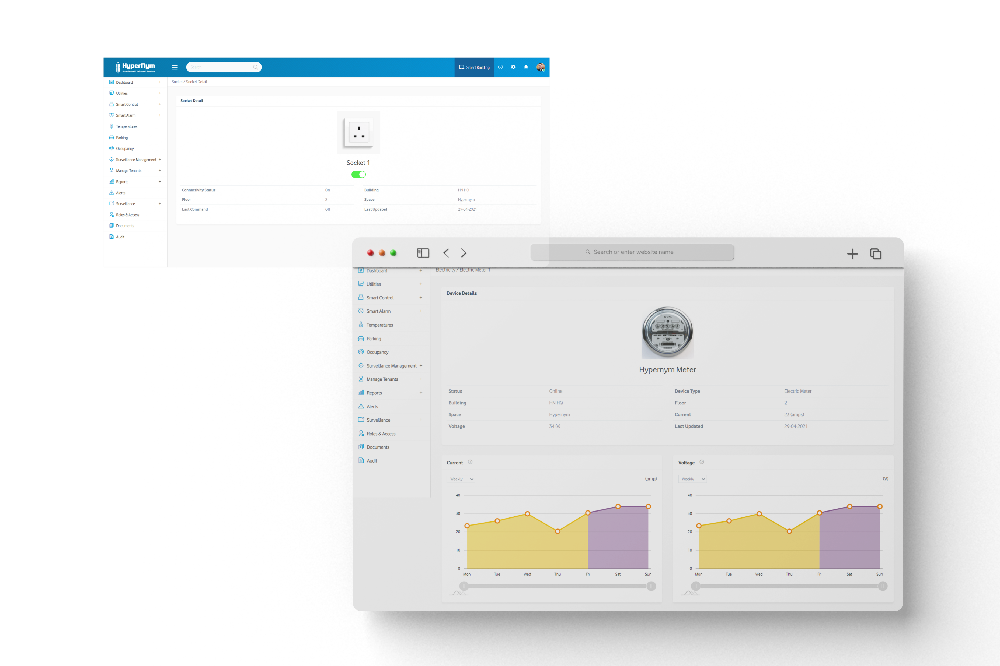 HyperNym
Human Centered | Technology | Operations
Search
Smart Building
Dashboard +
Utilities +
Smart Control +
Smart Alarm +
Temperatures
Parking
Occupancy
Surveillance Management +
Manage Tenants +
Reports +
Alerts
Surveillance +
Roles & Access
Documents
Audit
Socket / Socket Detail
Socket Detail
Socket 1
Connectivity Status On Building HN HQ
Floor 2 Space Hypernym
Last Command Off Last Updated 29-04-2021
Search or enter website name
Dashboard +
Utilities +
Smart Control +
Smart Alarm +
Temperatures
Parking
Occupancy
Surveillance Management +
Manage Tenants +
Reports +
Alerts
Surveillance +
Roles & Access
Documents
Audit
Electricity / Electric Meter 1
Device Details
Hypernym Meter
Status Online Device Type Electric Meter
Building HN HQ Floor 2
Space Hypernym Current 23 (amps)
Voltage 34 (v) Last Updated 29-04-2021
Current
Weekly (amp)
40
30
20
10
0
Mon Tue Wed Thu Fri Sat Sun
Voltage
Weekly (V)
40
30
20
10
0
Mon Tue Wed Thu Fri Sat Sun